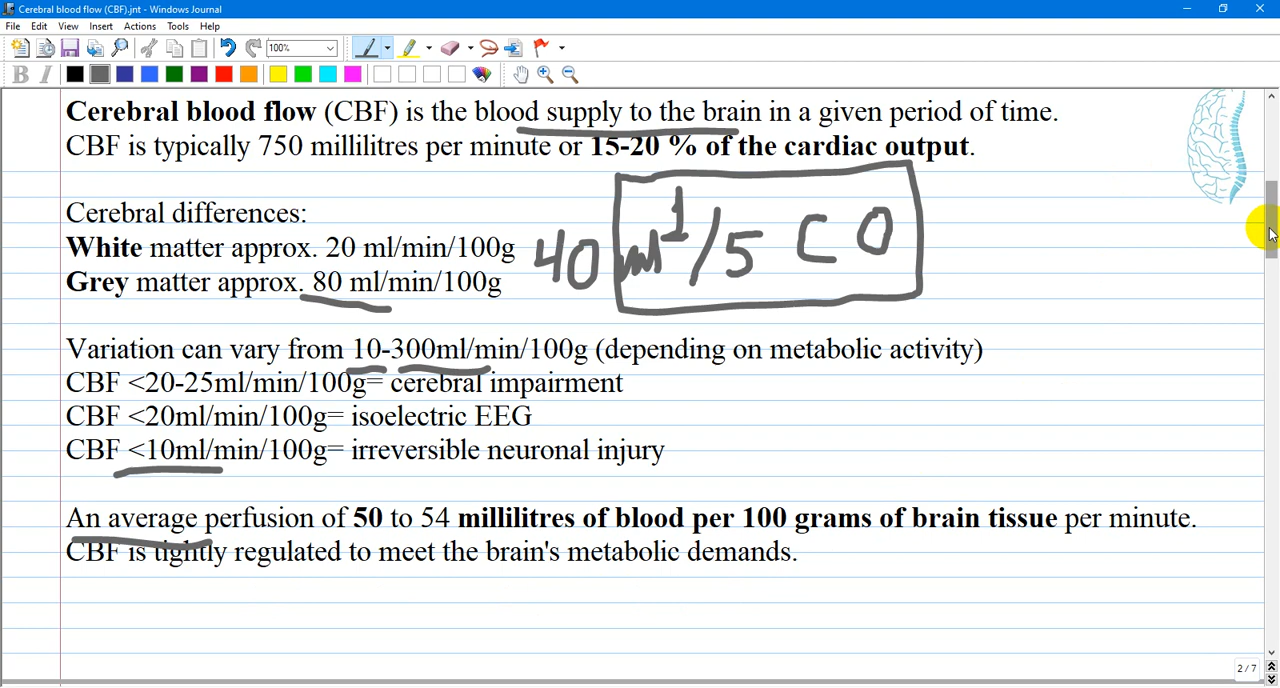 Cerebral blood flow (CBF).jnt - Windows Journal
File Edit View Insert Actions Tools Help
100%
B I
Cerebral blood flow (CBF) is the blood supply to the brain in a given period of time.
CBF is typically 750 millilitres per minute or 15-20 % of the cardiac output.
Cerebral differences:
White matter approx. 20 ml/min/100g
Grey matter approx. 80 ml/min/100g
40 ml 1/5 CO
Variation can vary from 10-300ml/min/100g (depending on metabolic activity)
CBF <20-25ml/min/100g= cerebral impairment
CBF <20ml/min/100g= isoelectric EEG
CBF <10ml/min/100g= irreversible neuronal injury
An average perfusion of 50 to 54 millilitres of blood per 100 grams of brain tissue per minute.
CBF is tightly regulated to meet the brain's metabolic demands.
2 / 7